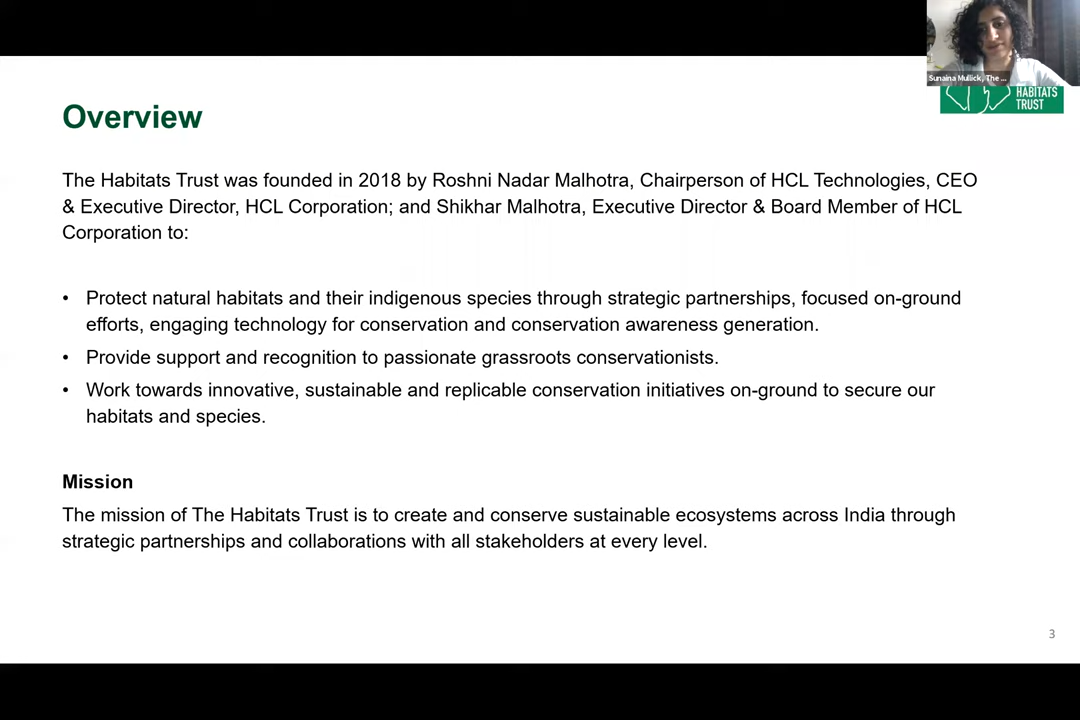 Sunaina Mullick, The ...
HABITATS
TRUST
Overview
The Habitats Trust was founded in 2018 by Roshni Nadar Malhotra, Chairperson of HCL Technologies, CEO
& Executive Director, HCL Corporation; and Shikhar Malhotra, Executive Director & Board Member of HCL
Corporation to:
• Protect natural habitats and their indigenous species through strategic partnerships, focused on-ground
efforts, engaging technology for conservation and conservation awareness generation.
• Provide support and recognition to passionate grassroots conservationists.
• Work towards innovative, sustainable and replicable conservation initiatives on-ground to secure our
habitats and species.
Mission
The mission of The Habitats Trust is to create and conserve sustainable ecosystems across India through
strategic partnerships and collaborations with all stakeholders at every level.
3